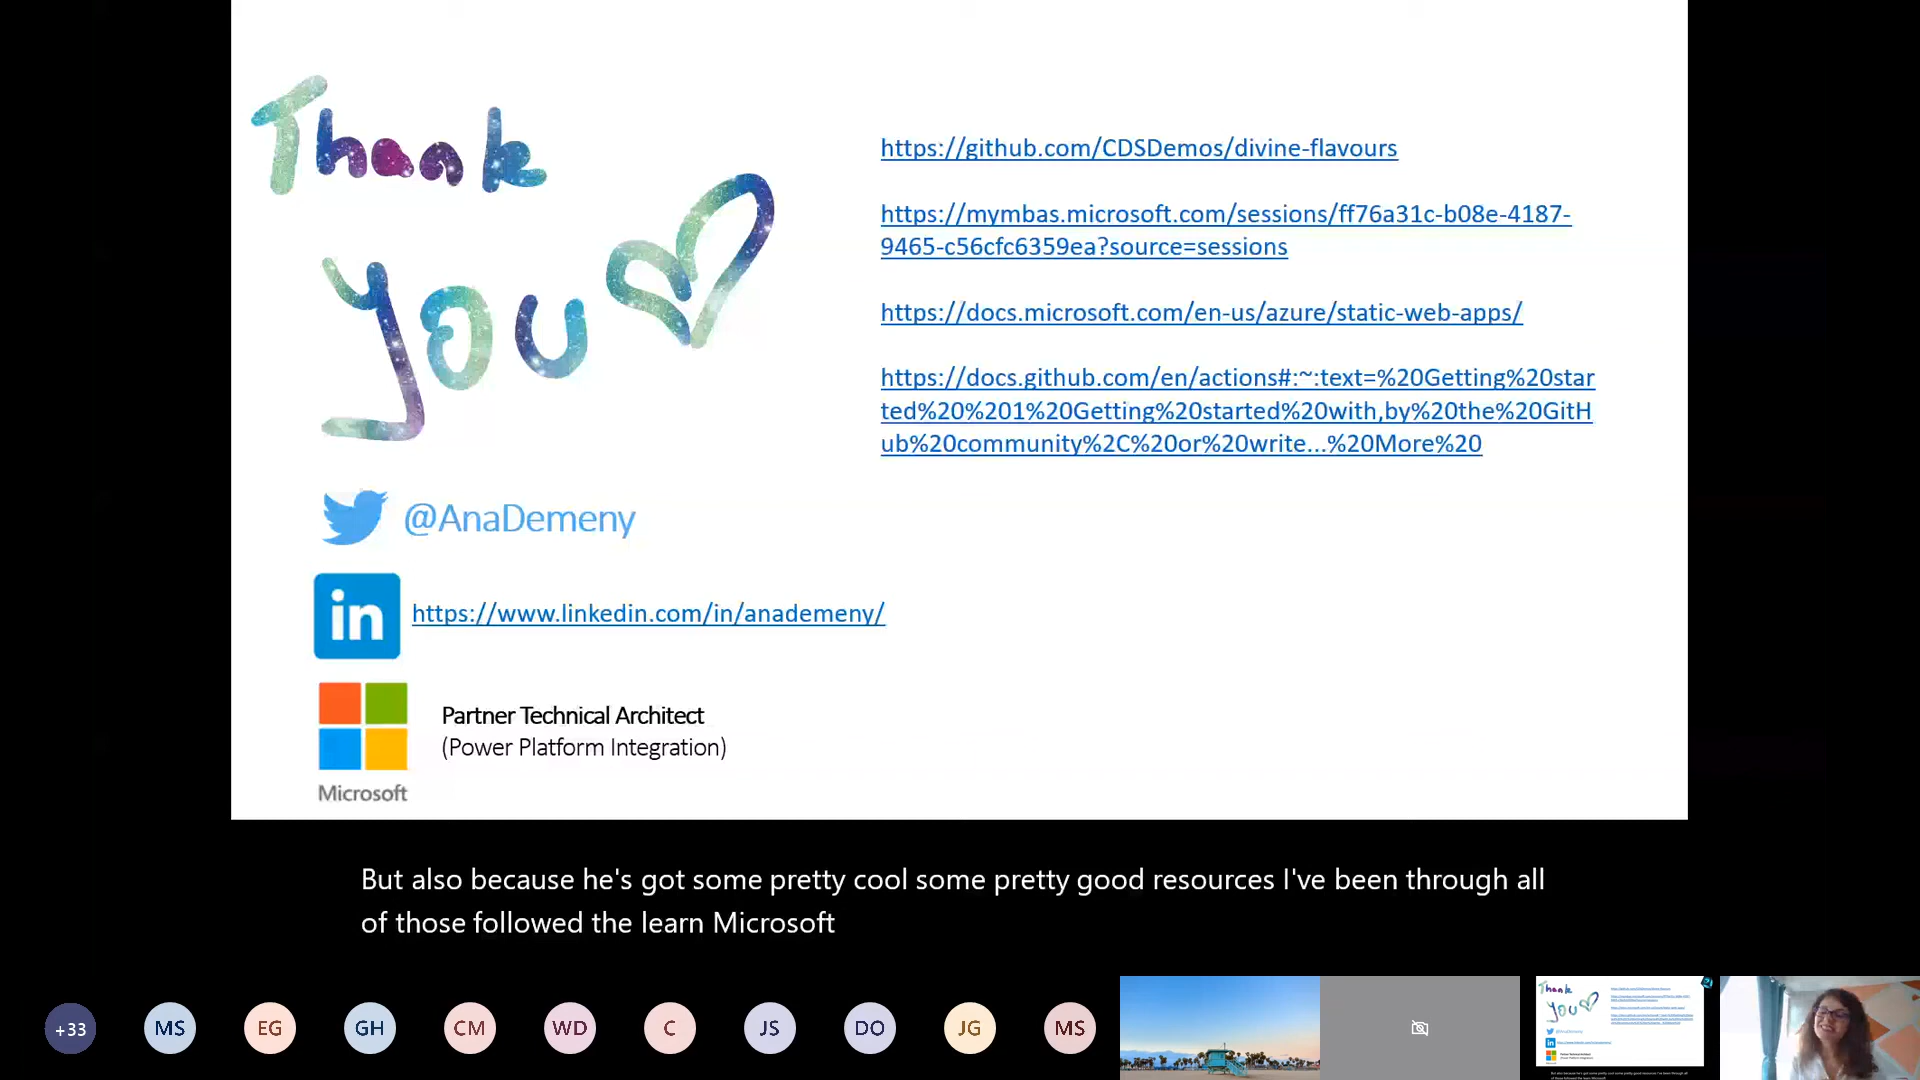 Thank
you
https://github.com/CDSDemos/divine-flavours
https://mymbas.microsoft.com/sessions/ff76a31c-b08e-4187-
9465-c56cfc6359ea?source=sessions
https://docs.microsoft.com/en-us/azure/static-web-apps/
https://docs.github.com/en/actions#:~:text=%20Getting%20star
ted%20%201%20Getting%20started%20with,by%20the%20GitH
ub%20community%2C%20or%20write...%20More%20
@AnaDemeny
in https://www.linkedin.com/in/anademeny/
Partner Technical Architect
(Power Platform Integration)
Microsoft
But also because he's got some pretty cool some pretty good resources I've been through all
of those followed the learn Microsoft
+33 MS EG GH CM WD C JS DO JG MS
Thank
you